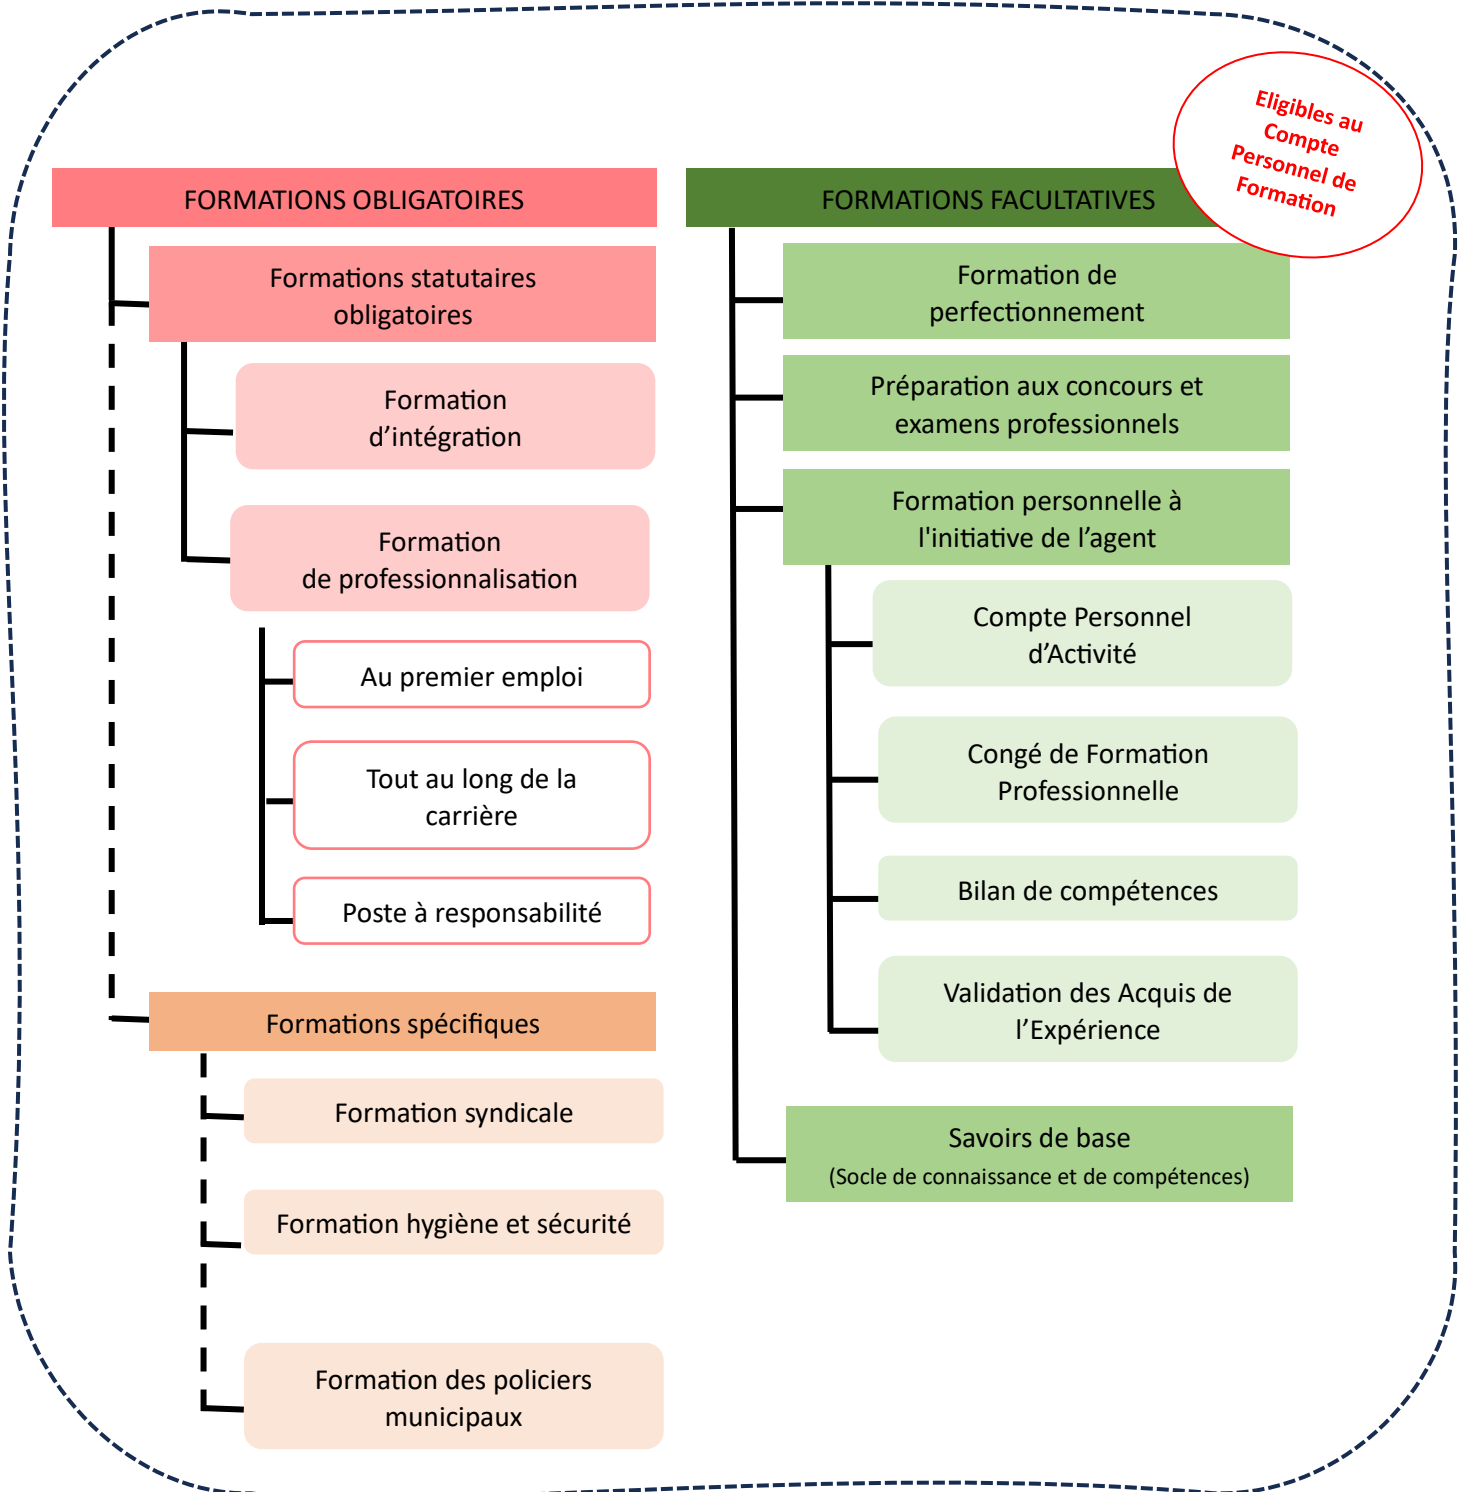 Eligibles au
Compte
Personnel de
Formation
FORMATIONS OBLIGATOIRES
Formations statutaires
obligatoires
Formation
d’intégration
Formation
de professionnalisation
Au premier emploi
Tout au long de la
carrière
Poste à responsabilité
Formations spécifiques
Formation syndicale
Formation hygiène et sécurité
Formation des policiers
municipaux
FORMATIONS FACULTATIVES
Formation de
perfectionnement
Préparation aux concours et
examens professionnels
Formation personnelle à
l'initiative de l’agent
Compte Personnel
d’Activité
Congé de Formation
Professionnelle
Bilan de compétences
Validation des Acquis de
l’Expérience
Savoirs de base
(Socle de connaissance et de compétences)